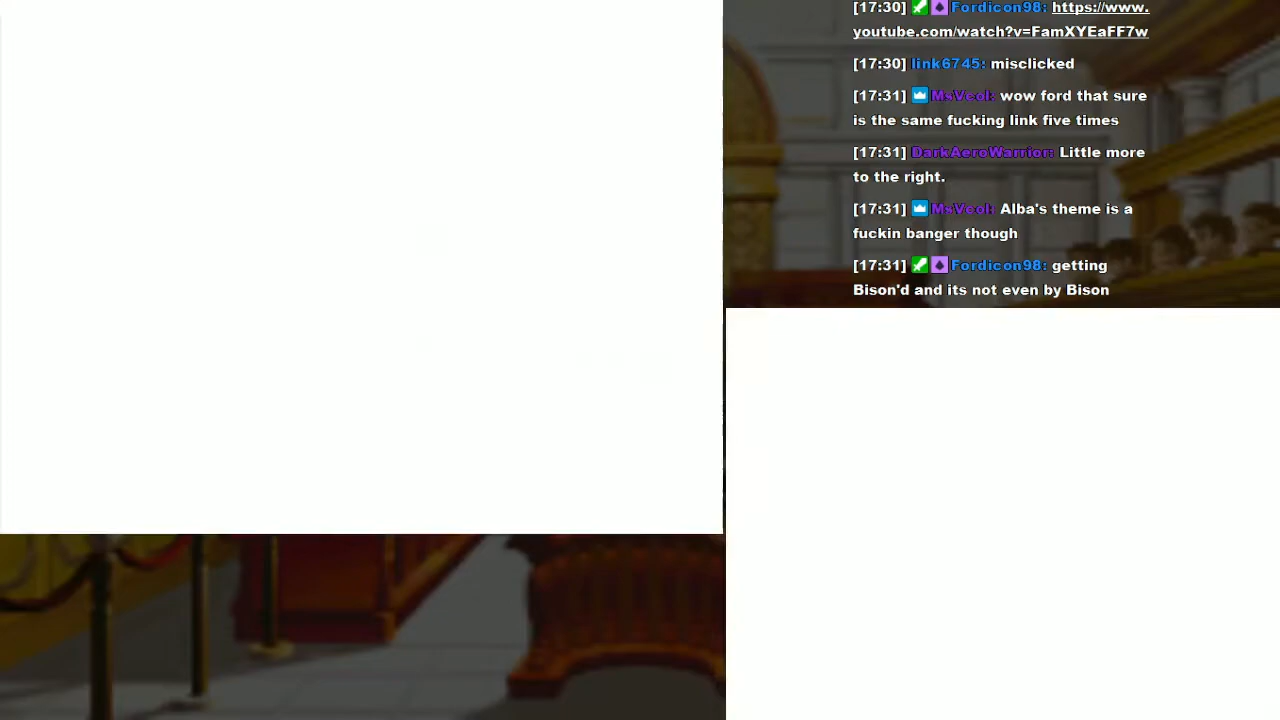 [17:30] Fordicon98: https://www.
youtube.com/watch?v=FamXYEaFF7w
[17:30] link6745: misclicked
[17:31] MsVeol: wow ford that sure
is the same fucking link five times
[17:31] DarkAeroWarrior: Little more
to the right.
[17:31] MsVeol: Alba's theme is a
fuckin banger though
[17:31] Fordicon98: getting
Bison'd and its not even by Bison